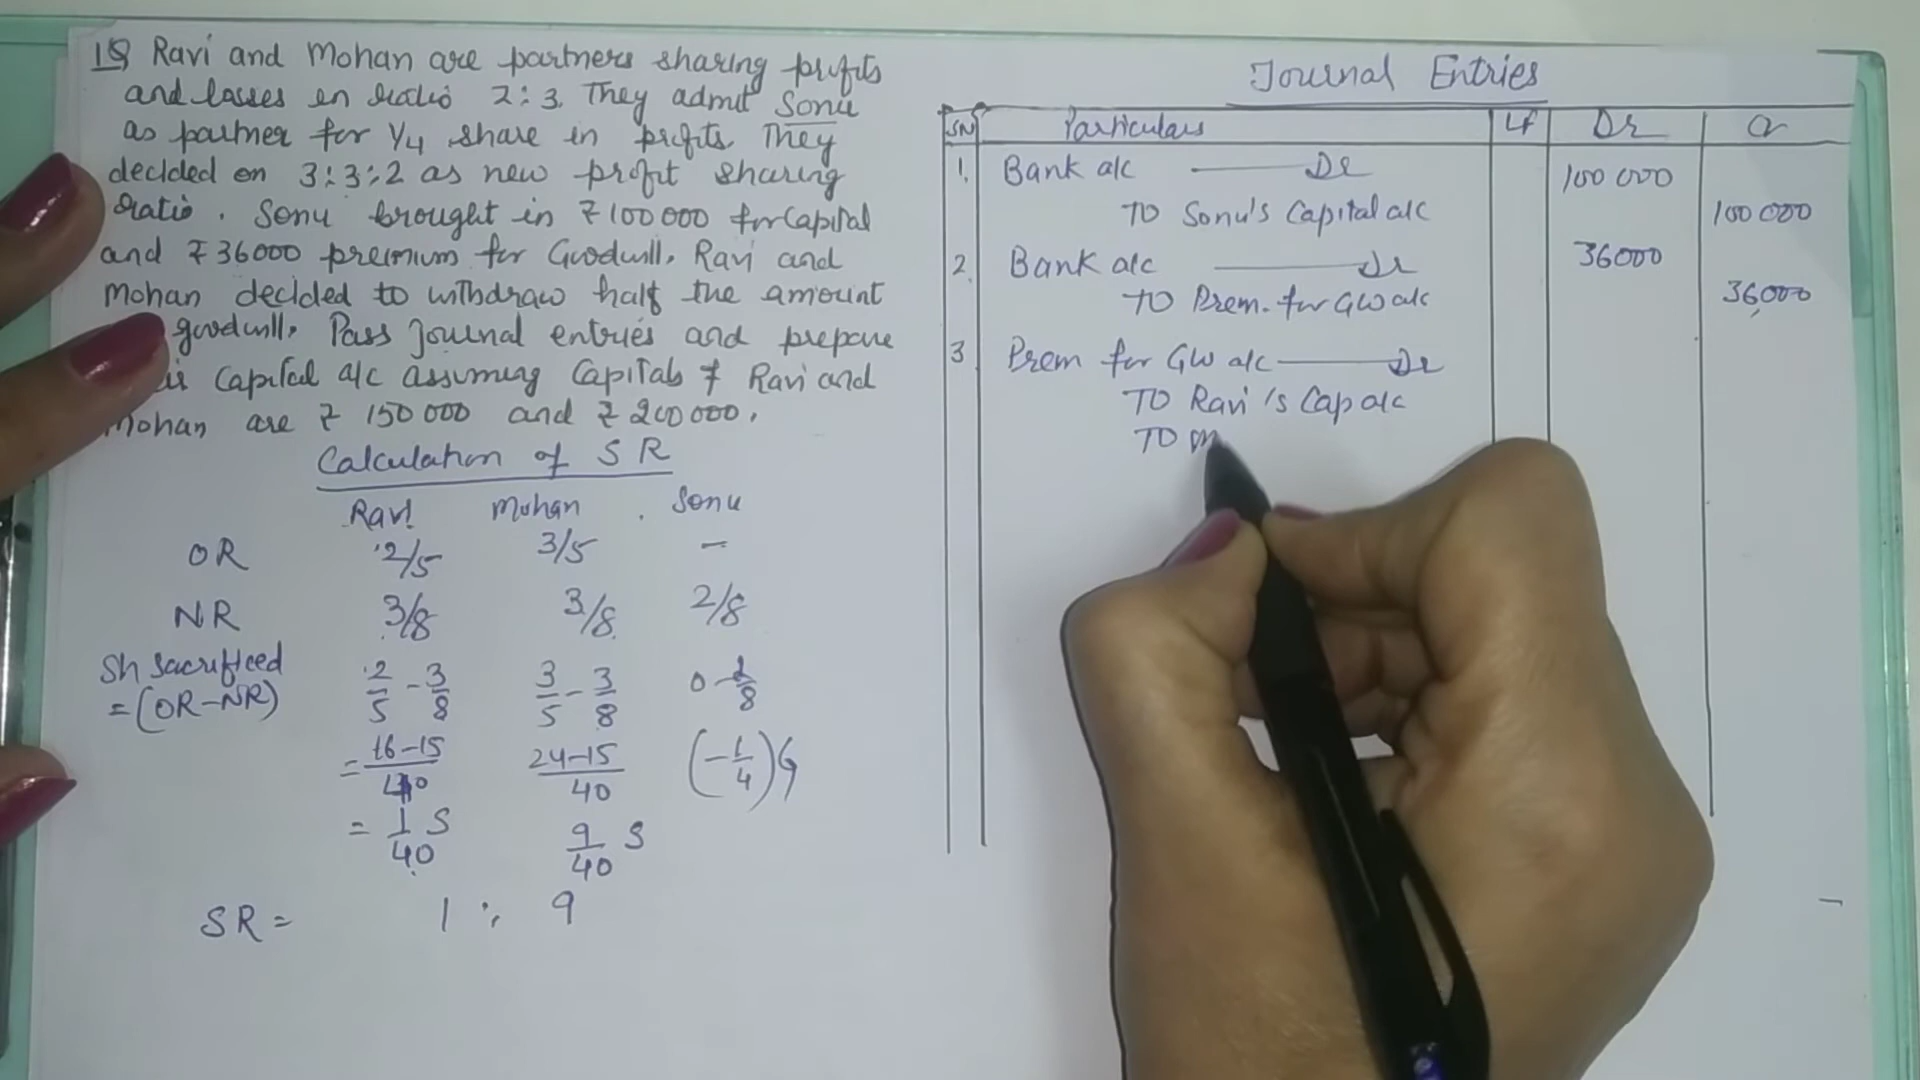 1Q Ravi and Mohan are partners sharing profits
and losses in ratio 2:3. They admit Sonu
as partner for 1/4 share in profits. They
decided on 3:3:2 as new profit sharing
ratio. Sonu brought in ₹100000 for Capital
and ₹36000 premium for Goodwill. Ravi and
Mohan decided to withdraw half the amount
goodwill. Pass Journal entries and prepare
Capital a/c assuming Capitals of Ravi and
Mohan are ₹ 150000 and ₹ 200000.
Calculation of SR
Ravi Mohan Sonu
OR 2/5 3/5 –
NR 3/8 3/8 2/8
Sh sacrificed
=(OR-NR) 2/5 - 3/8 3/5 - 3/8 0-2/8
= 16-15/40 24-15/40 (-1/4)G
= 1/40 S 9/40 S
SR = 1 : 9
Journal Entries
SN Particulars LF Dr Cr
1. Bank a/c Dr 100 000
TO Sonu's Capital a/c 100 000
2. Bank a/c Dr 36000
TO Prem. for GW a/c 36,000
3 Prem for GW a/c Dr
TO Ravi's Cap a/c
TO M